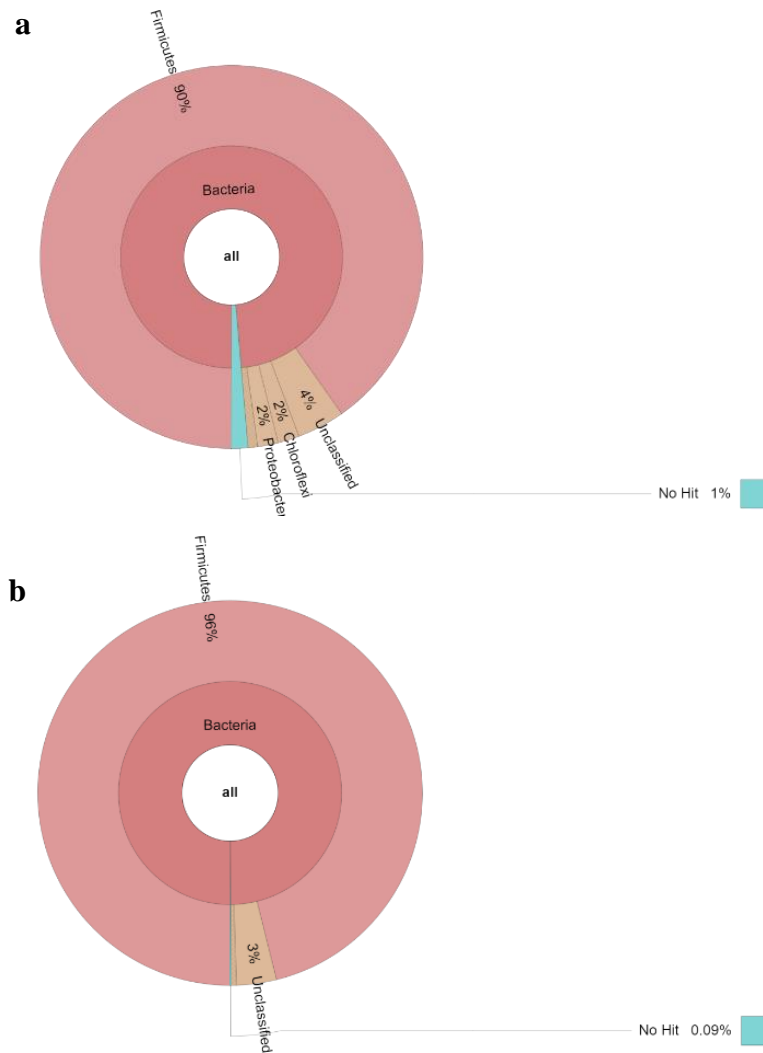 a
Firmicutes 90%
Bacteria
all
4% Unclassified
2% Chloroflexi
2% Proteobacter
No Hit 1%
b
Firmicutes 96%
Bacteria
all
3% Unclassified
No Hit 0.09%